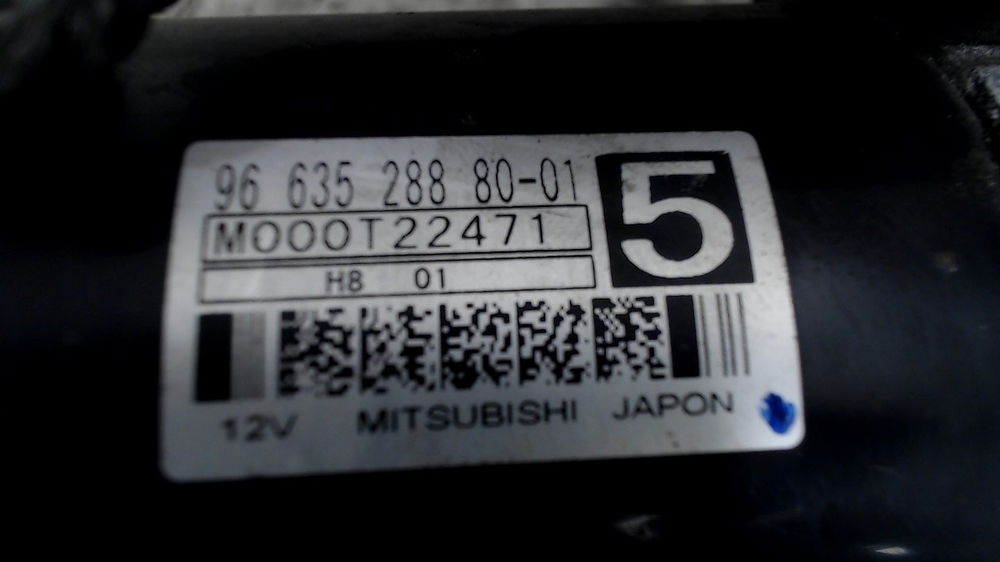 96 635 288 80-01
5
M000T22471
H8 01
12V MITSUBISHI JAPON